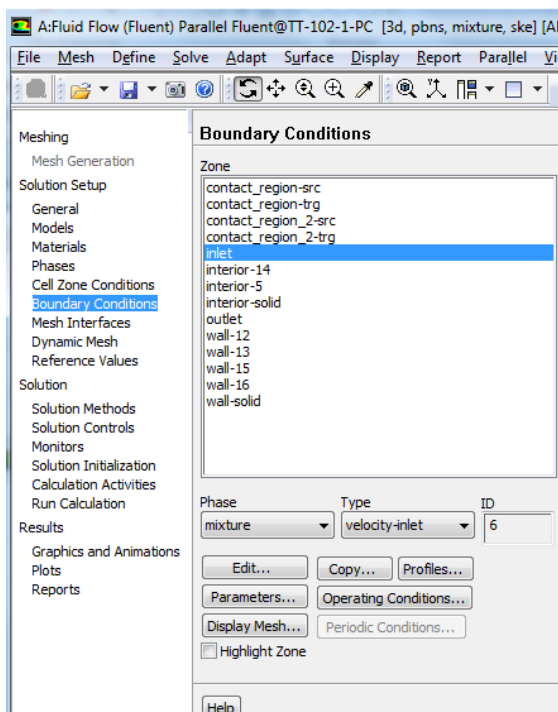 A:Fluid Flow (Fluent) Parallel Fluent@TT-102-1-PC [3d, pbns, mixture, ske]
File Mesh Define Solve Adapt Surface Display Report Parallel
Meshing
Mesh Generation
Solution Setup
General
Models
Materials
Phases
Cell Zone Conditions
Boundary Conditions
Mesh Interfaces
Dynamic Mesh
Reference Values
Solution
Solution Methods
Solution Controls
Monitors
Solution Initialization
Calculation Activities
Run Calculation
Results
Graphics and Animations
Plots
Reports
Boundary Conditions
Zone
contact_region-src
contact_region-trg
contact_region_2-src
contact_region_2-trg
inlet
interior-14
interior-5
interior-solid
outlet
wall-12
wall-13
wall-15
wall-16
wall-solid
Phase Type ID
mixture velocity-inlet 6
Edit... Copy... Profiles...
Parameters... Operating Conditions...
Display Mesh... Periodic Conditions...
Highlight Zone
Help